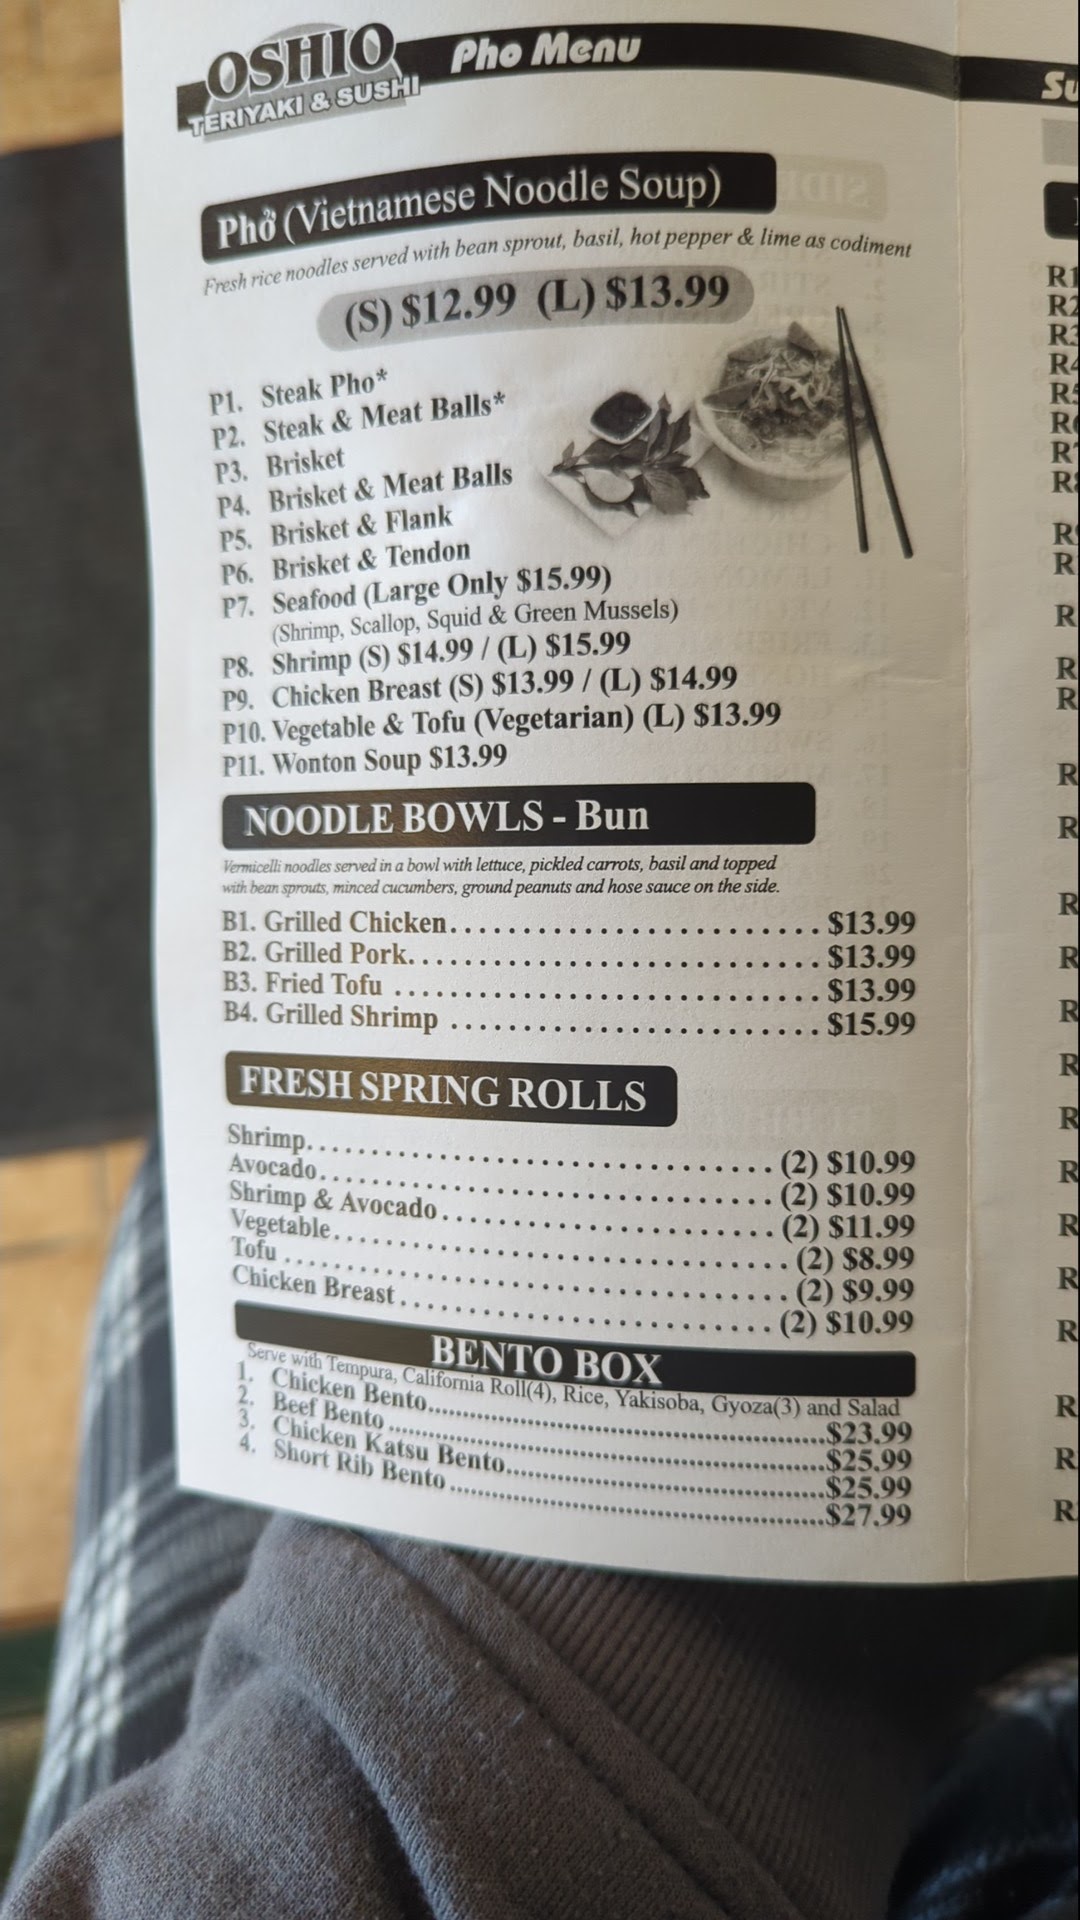 OSHIO
TERIYAKI & SUSHI
Pho Menu
Su
Phở (Vietnamese Noodle Soup)
Fresh rice noodles served with bean sprout, basil, hot pepper & lime as codiment
(S) $12.99 (L) $13.99
P1. Steak Pho*
P2. Steak & Meat Balls*
P3. Brisket
P4. Brisket & Meat Balls
P5. Brisket & Flank
P6. Brisket & Tendon
P7. Seafood (Large Only $15.99)
(Shrimp, Scallop, Squid & Green Mussels)
P8. Shrimp (S) $14.99 / (L) $15.99
P9. Chicken Breast (S) $13.99 / (L) $14.99
P10. Vegetable & Tofu (Vegetarian) (L) $13.99
P11. Wonton Soup $13.99
NOODLE BOWLS - Bun
Vermicelli noodles served in a bowl with lettuce, pickled carrots, basil and topped
with bean sprouts, minced cucumbers, ground peanuts and hose sauce on the side.
B1. Grilled Chicken $13.99
B2. Grilled Pork $13.99
B3. Fried Tofu $13.99
B4. Grilled Shrimp $15.99
FRESH SPRING ROLLS
Shrimp (2) $10.99
Avocado (2) $10.99
Shrimp & Avocado (2) $11.99
Vegetable (2) $8.99
Tofu (2) $9.99
Chicken Breast (2) $10.99
BENTO BOX
Serve with Tempura, California Roll(4), Rice, Yakisoba, Gyoza(3) and Salad
1. Chicken Bento $23.99
2. Beef Bento $25.99
3. Chicken Katsu Bento $25.99
4. Short Rib Bento $27.99